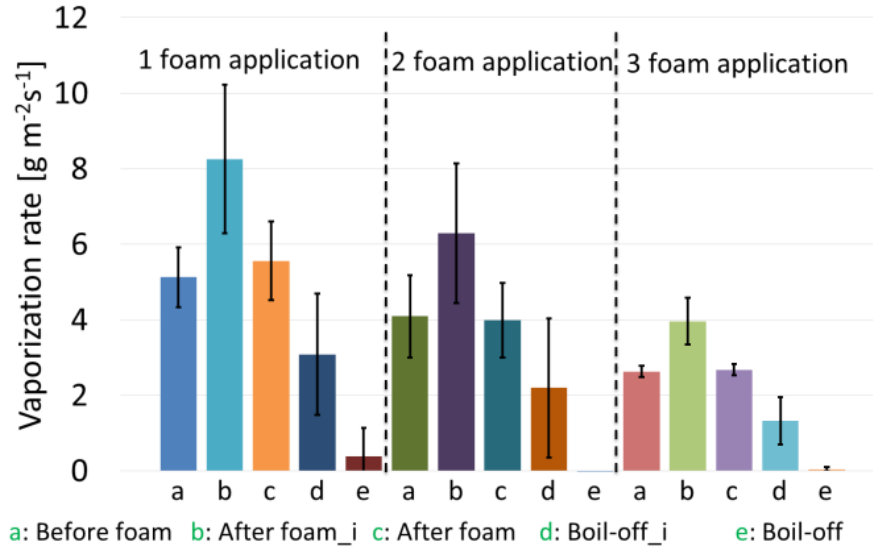 12
1 foam application 2 foam application 3 foam application
10
8
6
4
2
0
Vaporization rate [g m⁻²s⁻¹]
a b c d e a b c d e a b c d e
a: Before foam b: After foam_i c: After foam d: Boil-off_i e: Boil-off